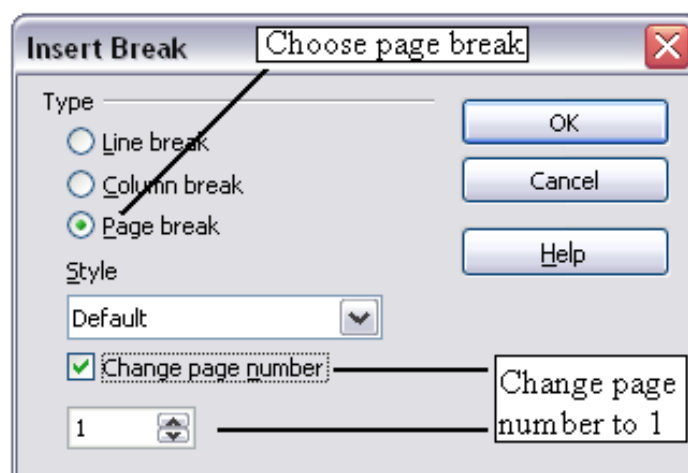 Insert Break
Choose page break
Type
Line break
Column break
Page break
OK
Cancel
Help
Style
Default
Change page number
1
Change page
number to 1